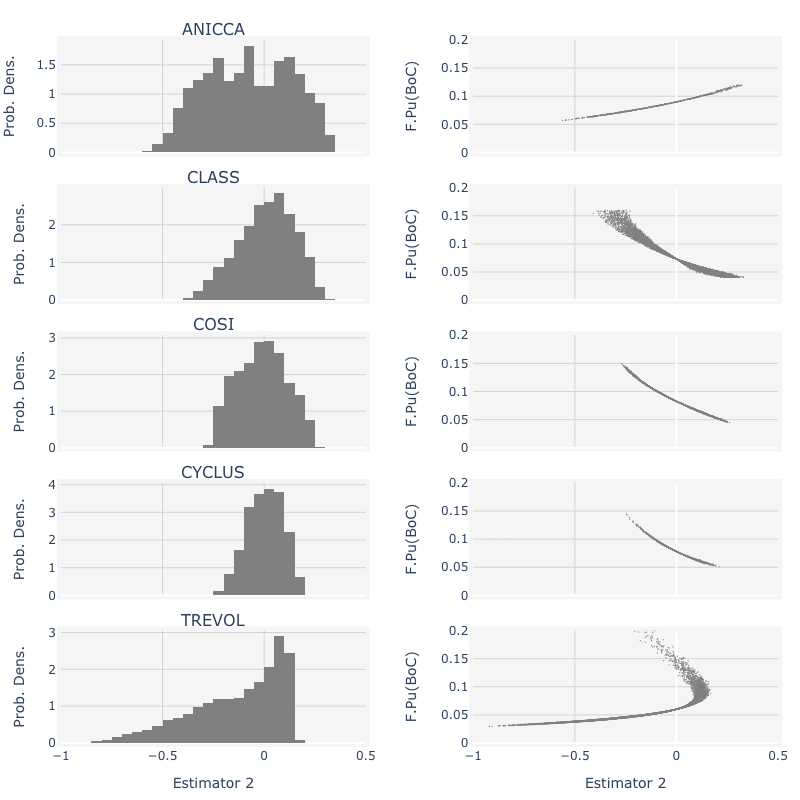 ANICCA
Prob. Dens.
1.5
1
0.5
0
F.Pu(BoC)
0.2
0.15
0.1
0.05
0
CLASS
Prob. Dens.
2
1
0
F.Pu(BoC)
0.2
0.15
0.1
0.05
0
COSI
Prob. Dens.
3
2
1
0
F.Pu(BoC)
0.2
0.15
0.1
0.05
0
CYCLUS
Prob. Dens.
4
3
2
1
0
F.Pu(BoC)
0.2
0.15
0.1
0.05
0
TREVOL
Prob. Dens.
3
2
1
0
−1 −0.5 0 0.5
Estimator 2
F.Pu(BoC)
0.2
0.15
0.1
0.05
0
−1 −0.5 0 0.5
Estimator 2